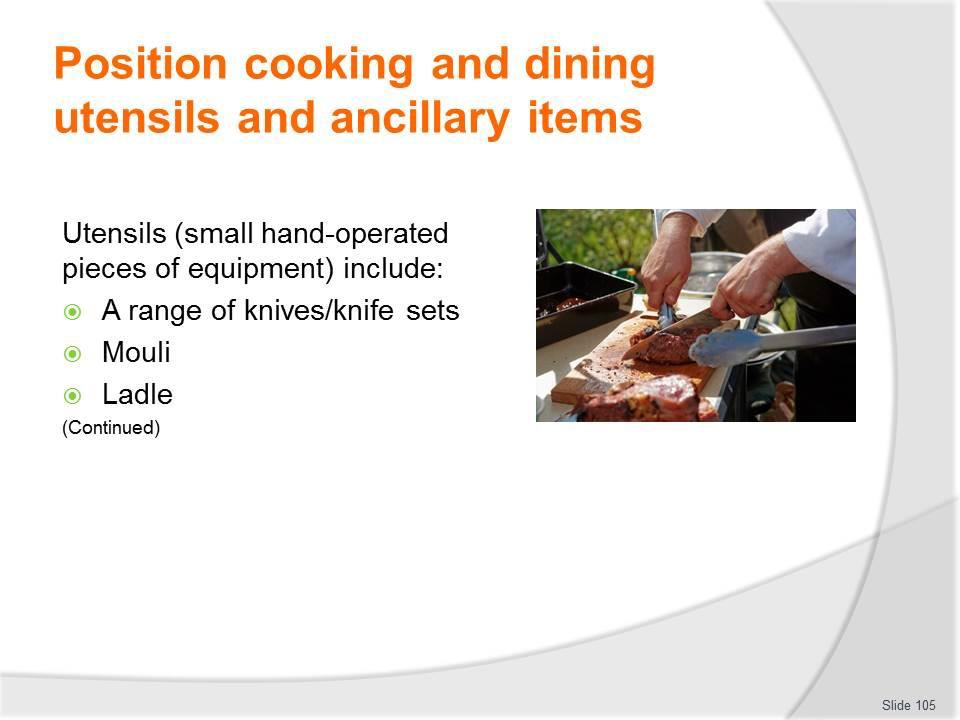 Position cooking and dining
utensils and ancillary items
Utensils (small hand-operated
pieces of equipment) include:
A range of knives/knife sets
Mouli
Ladle
(Continued)
Slide 105